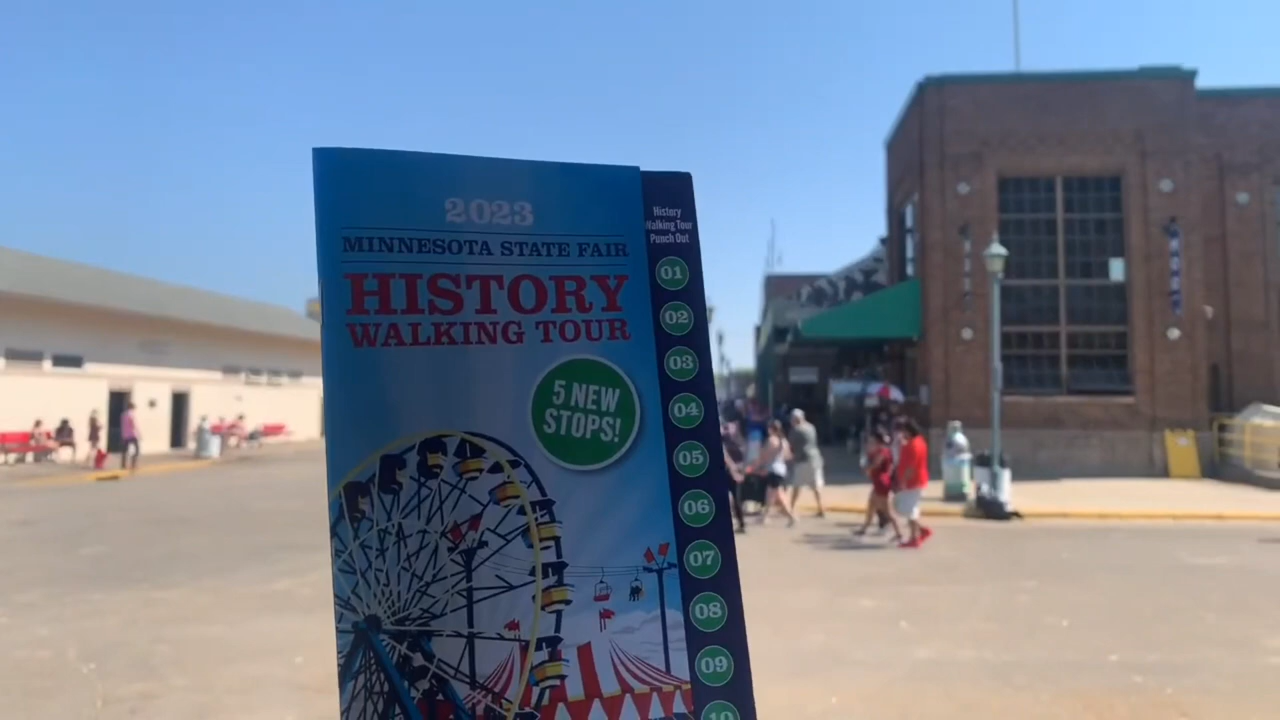 2023
MINNESOTA STATE FAIR
HISTORY
WALKING TOUR
5 NEW
STOPS!
History
Walking Tour
Punch Out
01
02
03
04
05
06
07
08
09
10